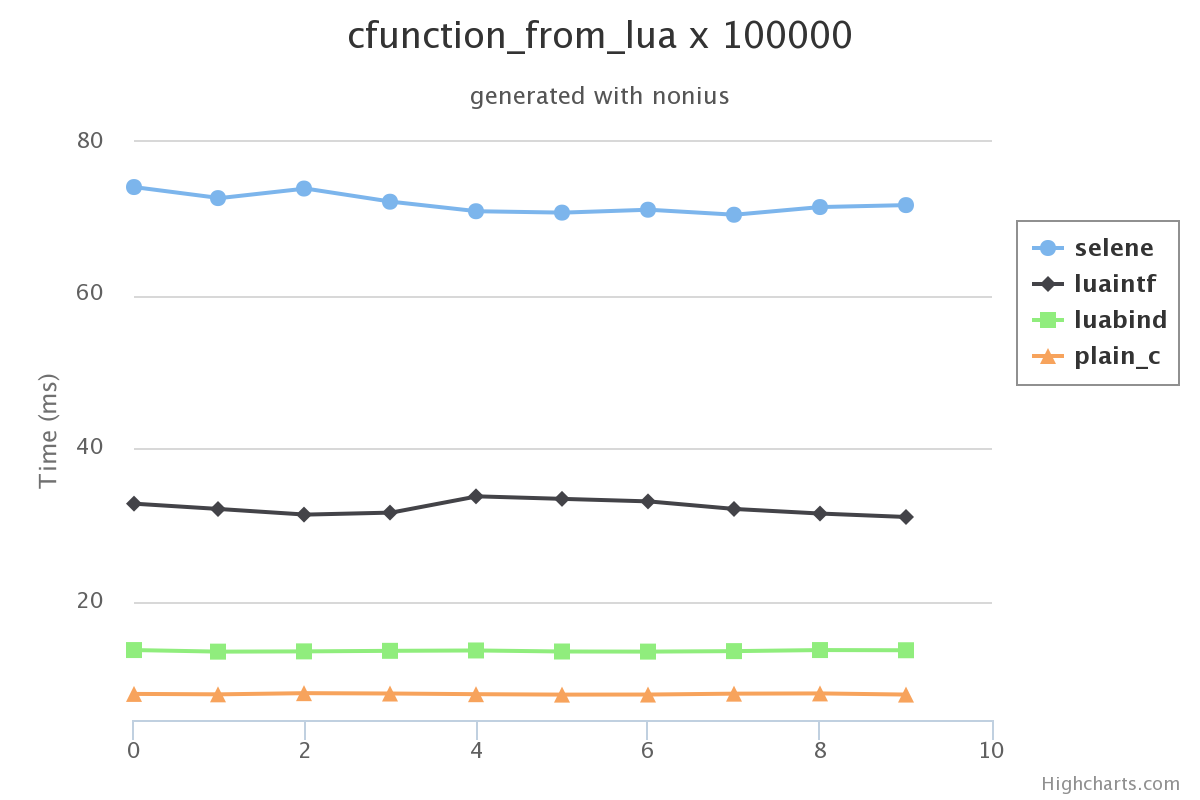 cfunction_from_lua x 100000
generated with nonius
80
60
40
20
Time (ms)
0 2 4 6 8 10
selene
luaintf
luabind
plain_c
Highcharts.com